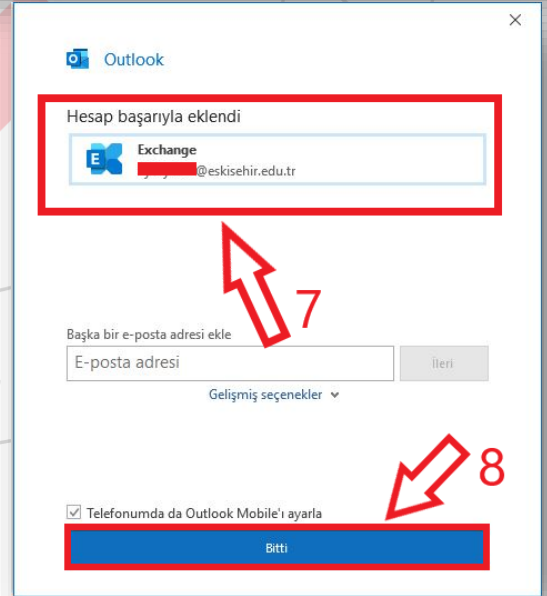 Outlook
Hesap başarıyla eklendi
Exchange
@eskisehir.edu.tr
7
Başka bir e-posta adresi ekle
E-posta adresi
İleri
Gelişmiş seçenekler
8
Telefonumda da Outlook Mobile'ı ayarla
Bitti